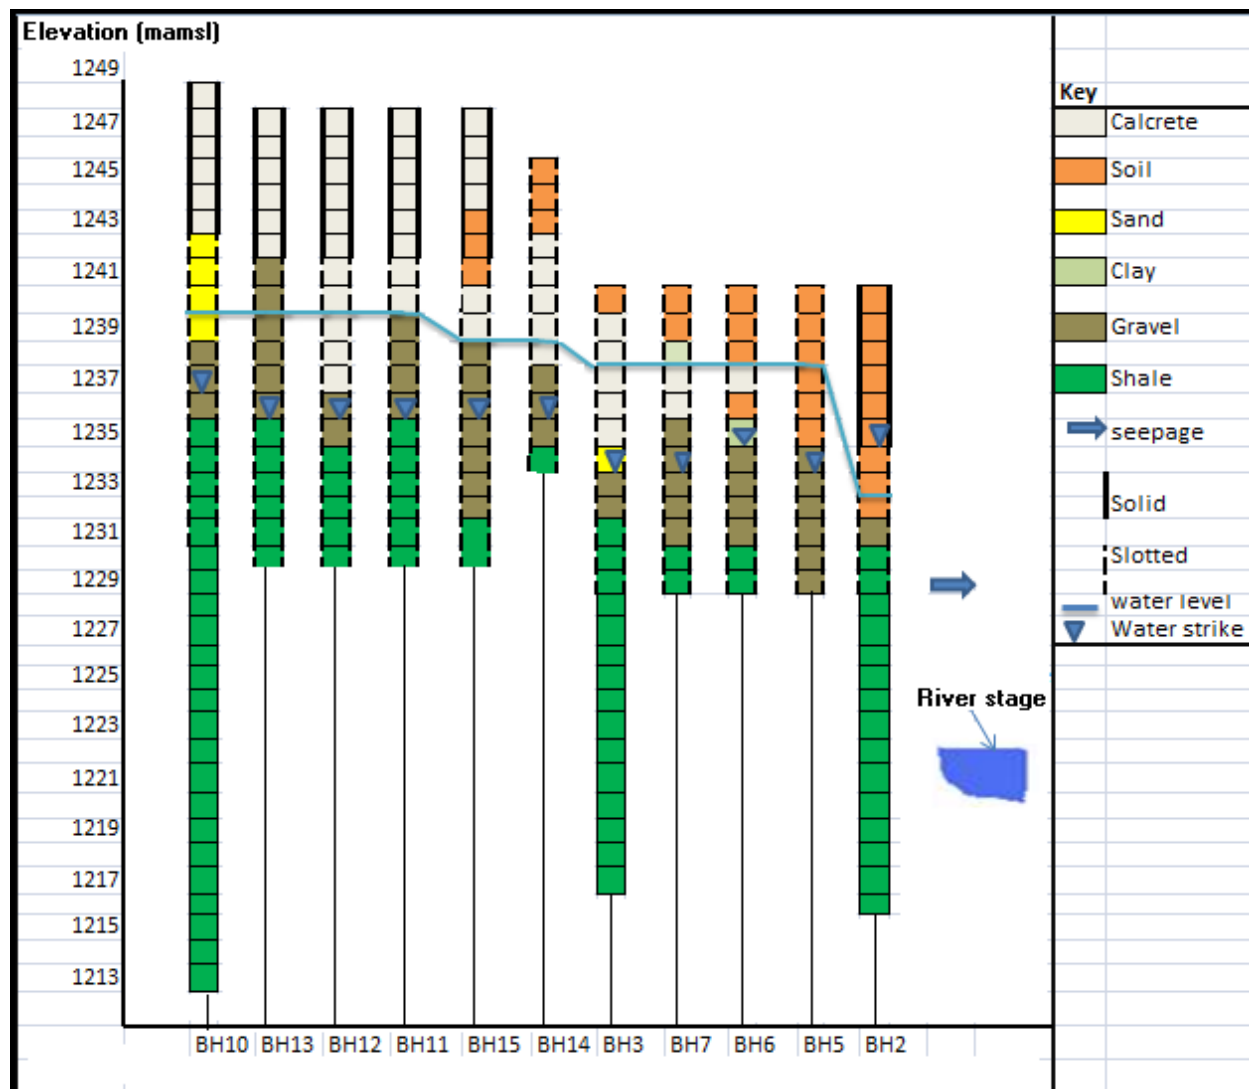 Elevation (mamsl)
1249
1247
1245
1243
1241
1239
1237
1235
1233
1231
1229
1227
1225
1223
1221
1219
1217
1215
1213
BH10 BH13 BH12 BH11 BH15 BH14 BH3 BH7 BH6 BH5 BH2
River stage
Key
Calcrete
Soil
Sand
Clay
Gravel
Shale
seepage
Solid
Slotted
water level
Water strike